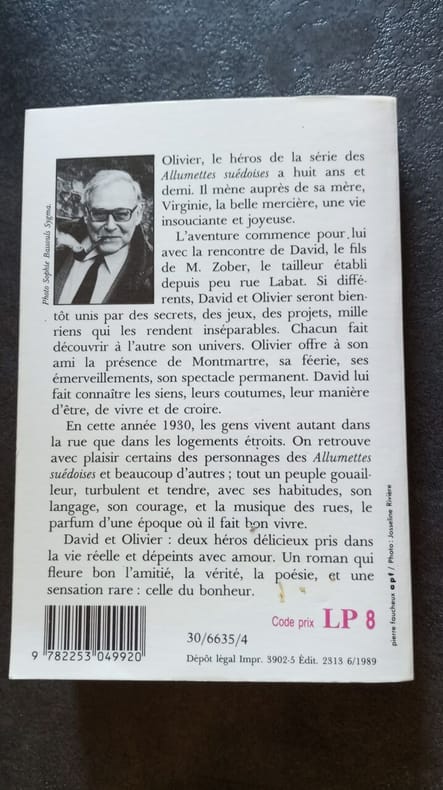 Olivier, le héros de la série des
Allumettes suédoises a huit ans et
demi. Il mène auprès de sa mère,
Virginie, la belle mercière, une vie
insouciante et joyeuse.
L'aventure commence pour lui
avec la rencontre de David, le fils
de M. Zober, le tailleur établi
depuis peu rue Labat. Si diffé-
rents, David et Olivier seront bien-
tôt unis par des secrets, des jeux, des projets, mille
riens qui les rendent inséparables. Chacun fait
découvrir à l'autre son univers. Olivier offre à son
ami la présence de Montmartre, sa féerie, ses
émerveillements, son spectacle permanent. David lui
fait connaître les siens, leurs coutumes, leur manière
d'être, de vivre et de croire.
En cette année 1930, les gens vivent autant dans
la rue que dans les logements étroits. On retrouve
avec plaisir certains des personnages des Allumettes
suédoises et beaucoup d'autres ; tout un peuple gouail-
leur, turbulent et tendre, avec ses habitudes, son
langage, son courage, et la musique des rues, le
parfum d'une époque où il fait bon vivre.
David et Olivier : deux héros délicieux pris dans
la vie réelle et dépeints avec amour. Un roman qui
fleure bon l'amitié, la vérité, la poésie, et une
sensation rare : celle du bonheur.
Photo Sophie Bassouls Sygma.
pierre faucheux apf / Photo : Josseline Rivière
Code prix LP 8
30/6635/4
9 782253 049920
Dépôt légal Impr. 3902-5 Édit. 2313 6/1989